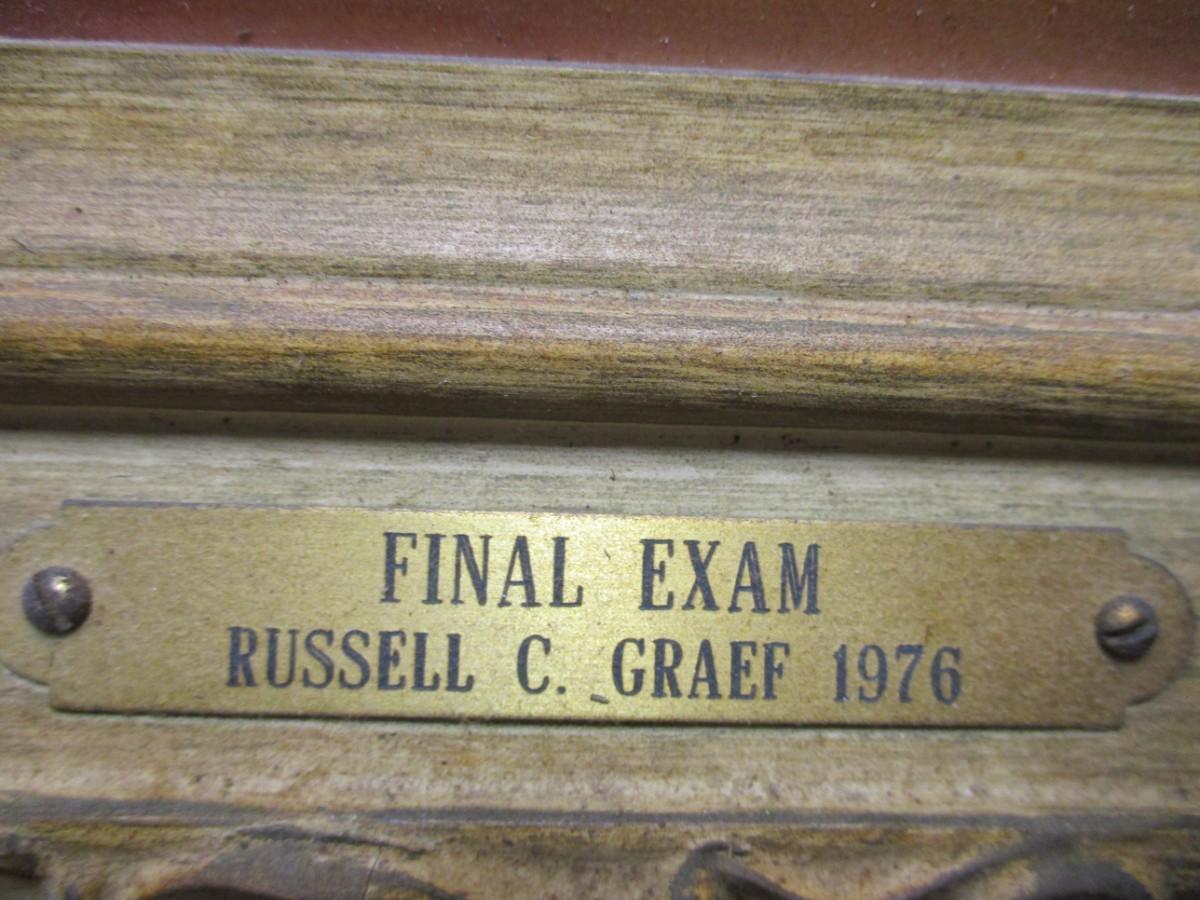 FINAL EXAM
RUSSELL C. GRAEF 1976